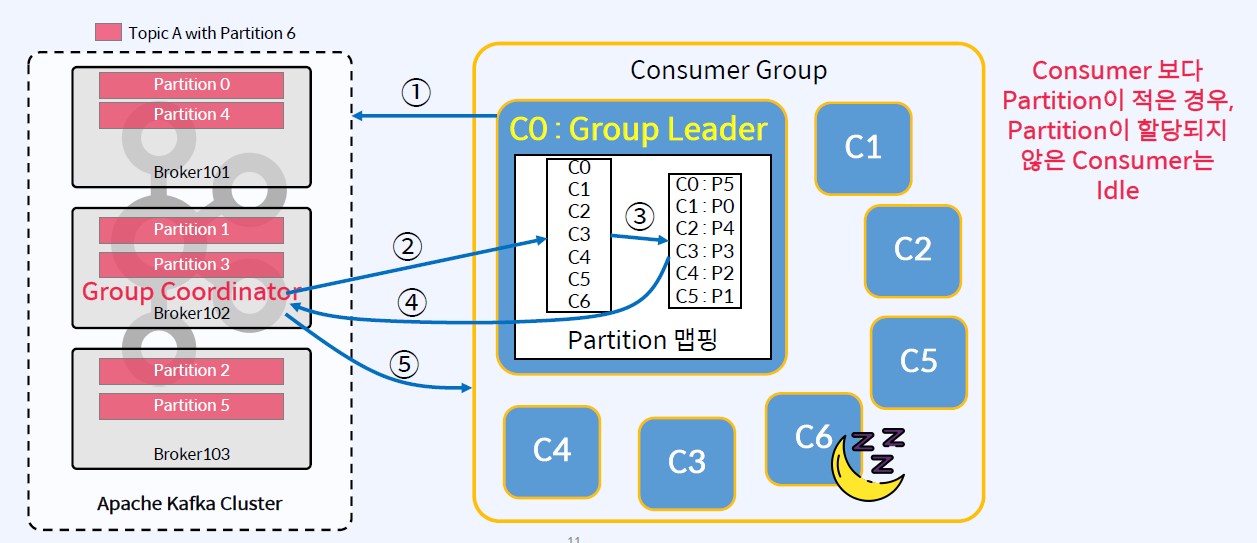 Topic A with Partition 6
Partition 0
Partition 4
Broker101
Partition 1
Partition 3
Group Coordinator
Broker102
Partition 2
Partition 5
Broker103
Apache Kafka Cluster
①
②
④
⑤
Consumer Group
C0 : Group Leader
C0
C1
C2
C3
C4
C5
C6
③
C0 : P5
C1 : P0
C2 : P4
C3 : P3
C4 : P2
C5 : P1
Partition 맵핑
C1
C2
C5
C6
C3
C4
Z
Z
Z
Consumer 보다
Partition이 적은 경우,
Partition이 할당되지
않은 Consumer는
Idle
11